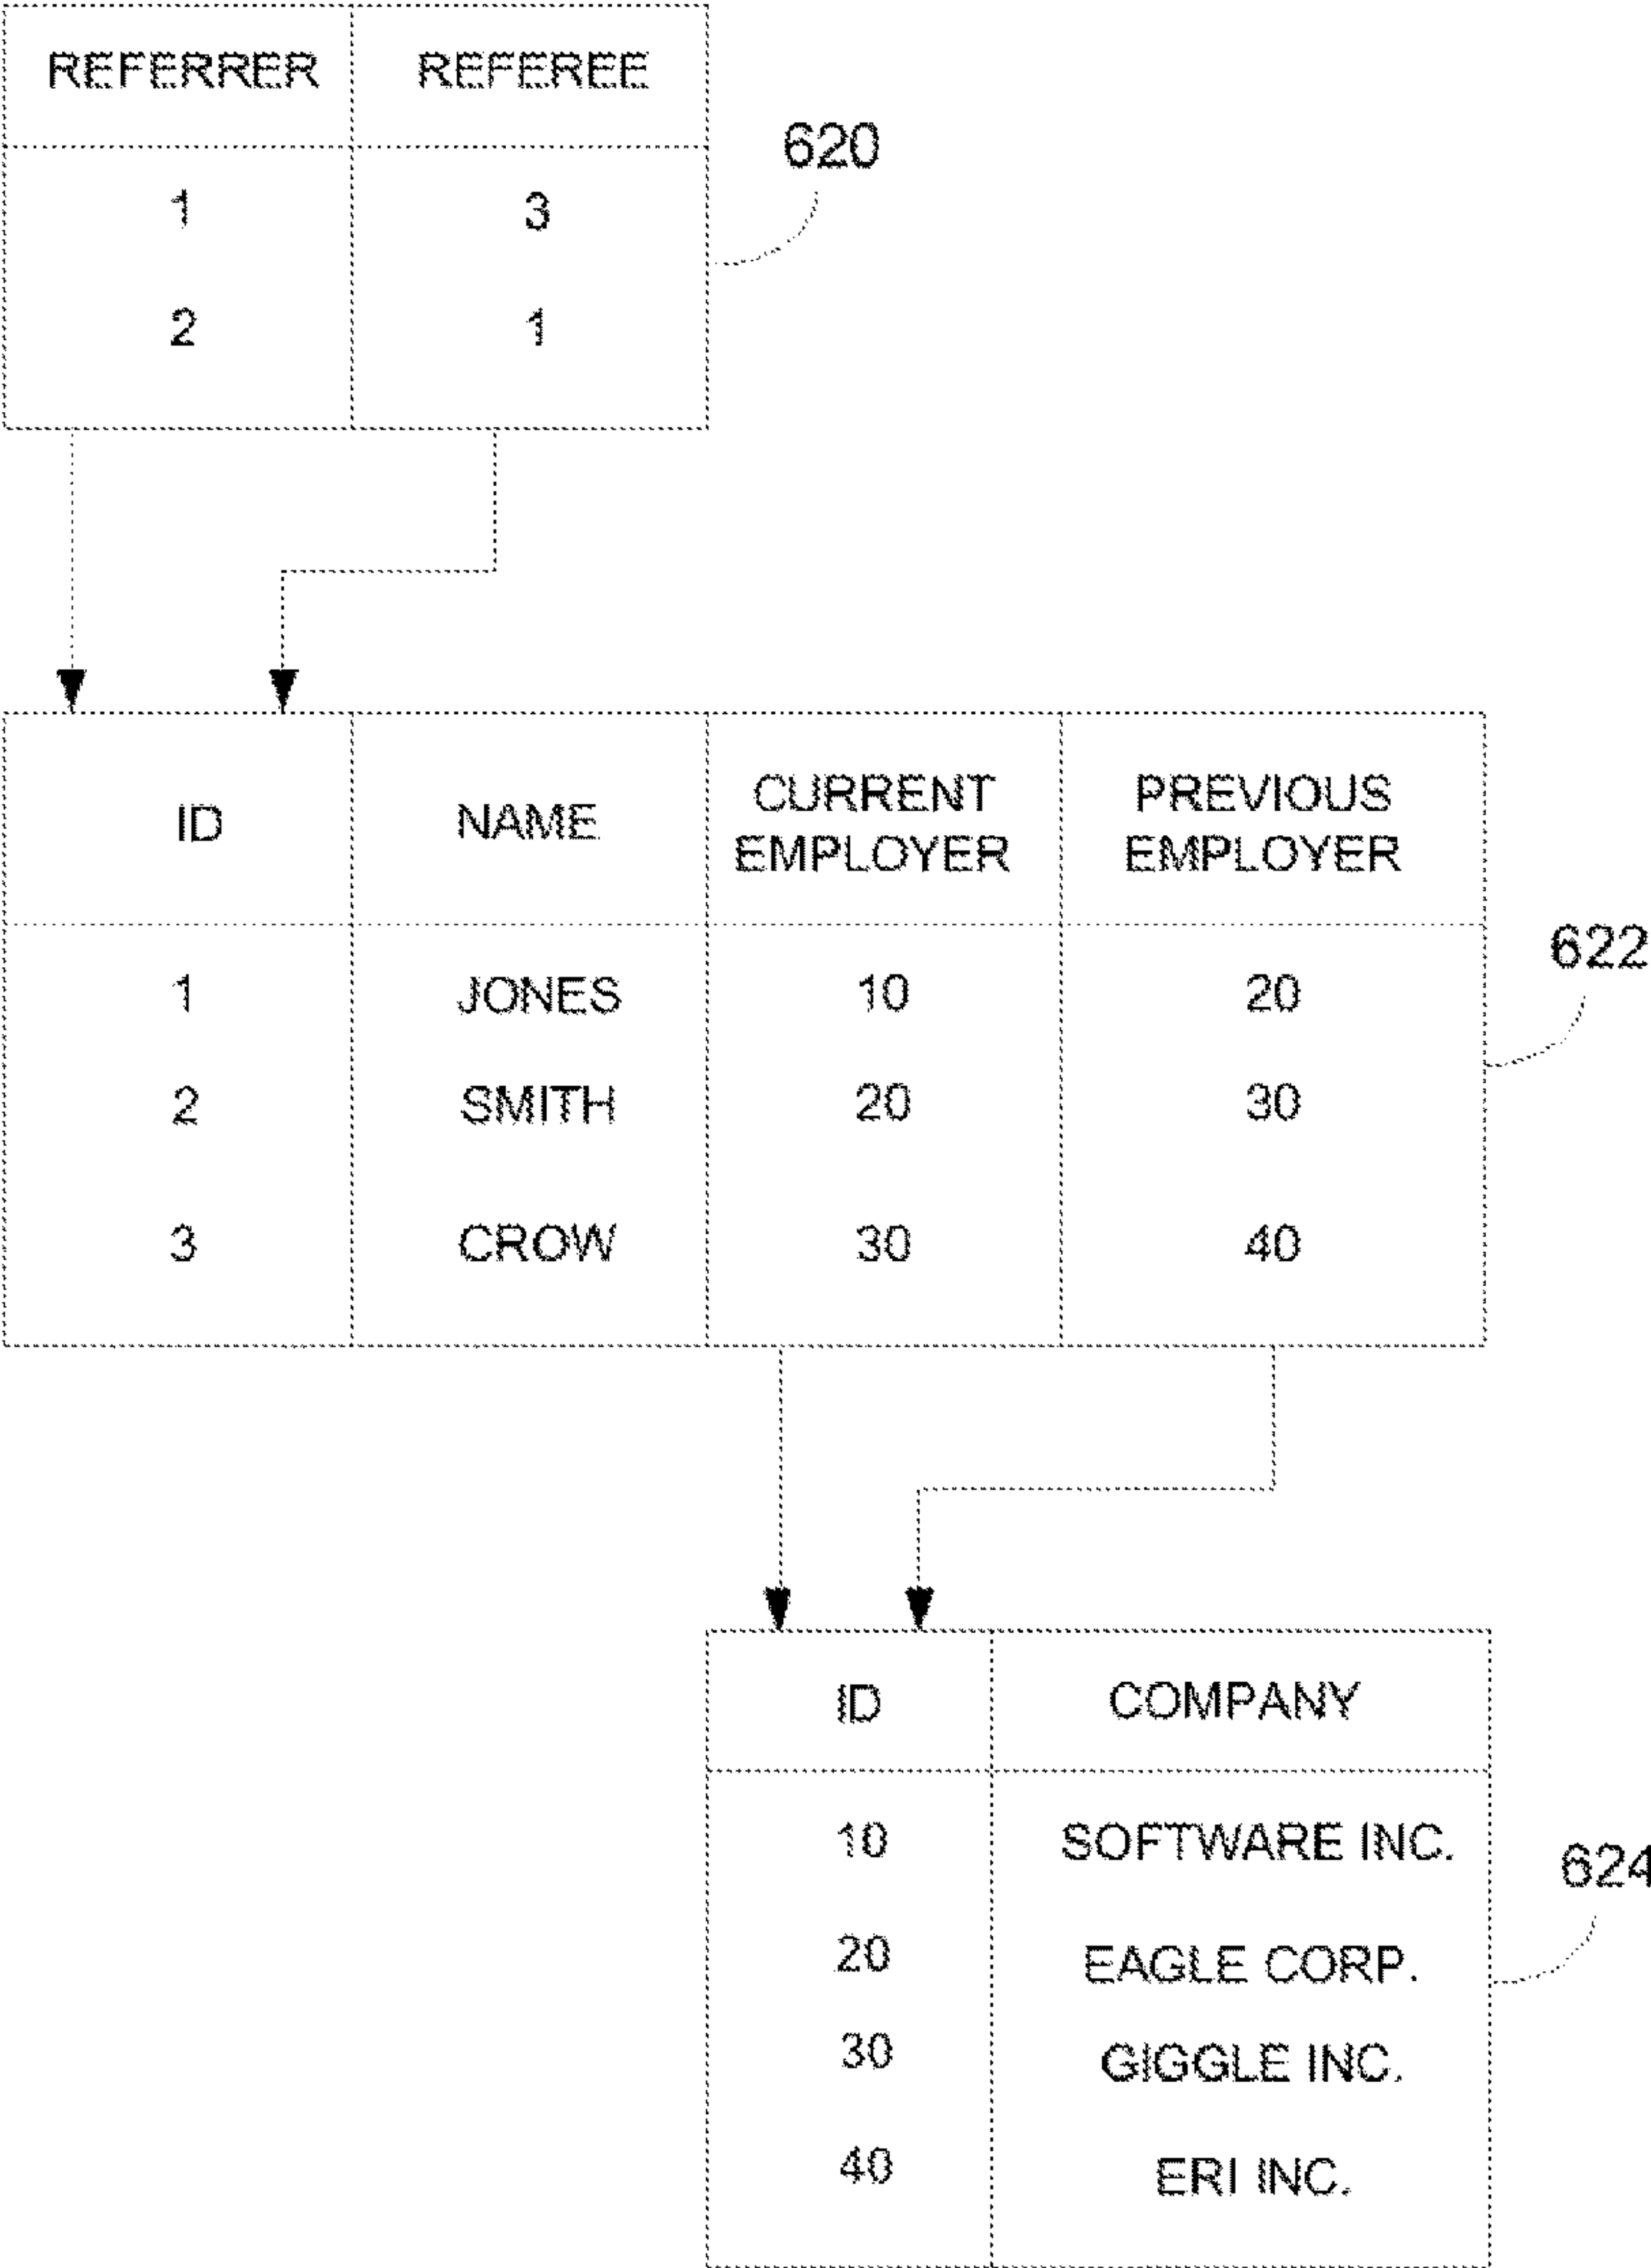 REFERRER REFEREE
620
1 3
2 1
ID NAME CURRENT EMPLOYER PREVIOUS EMPLOYER
622
1 JONES 10 20
2 SMITH 20 30
3 CROW 30 40
ID COMPANY
10 SOFTWARE INC.
624
20 EAGLE CORP.
30 GIGGLE INC.
40 ERI INC.